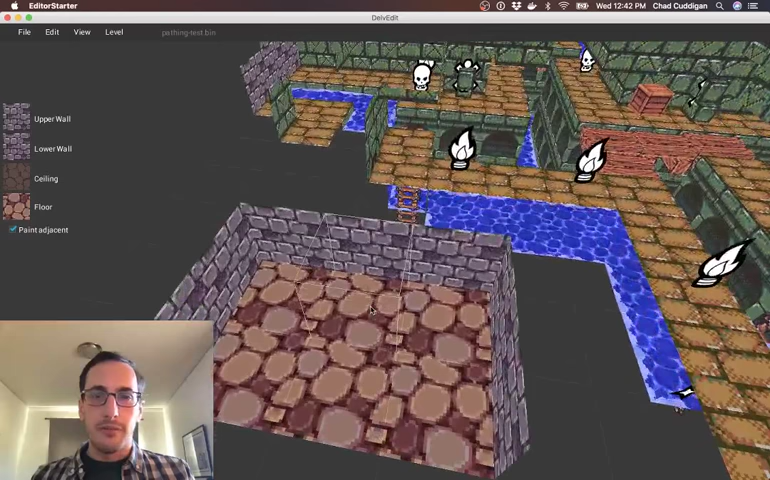 EditorStarter
Wed 12:42 PM Chad Cuddigan
DelvEdit
File Edit View Level pathing-test.bin
Upper Wall
Lower Wall
Ceiling
Floor
Paint adjacent